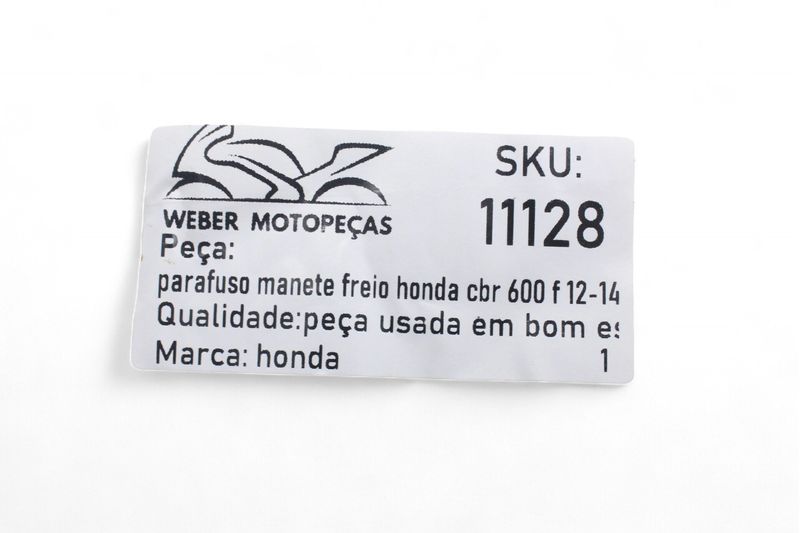 SKU:
11128
WEBER MOTOPEÇAS
Peça:
parafuso manete freio honda cbr 600 f 12-14
Qualidade:peça usada em bom
Marca: honda 1